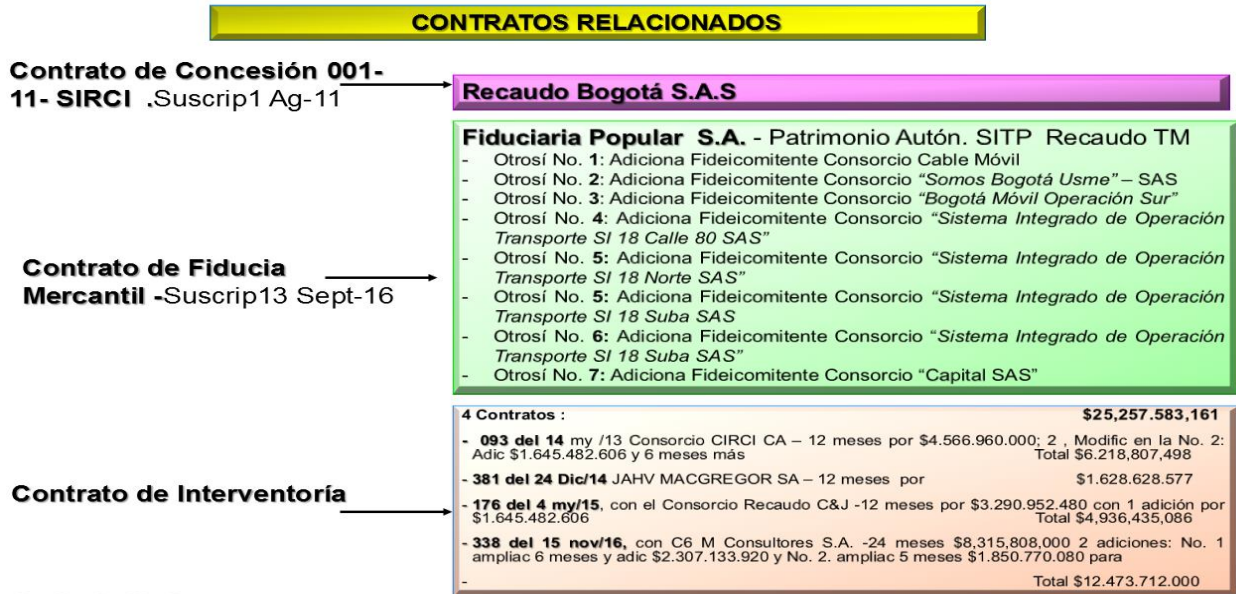 CONTRATOS RELACIONADOS
Contrato de Concesión 001-
11- SIRCI .Suscrip1 Ag-11
Recaudo Bogotá S.A.S
Contrato de Fiducia
Mercantil -Suscrip13 Sept-16
Fiduciaria Popular S.A. - Patrimonio Autón. SITP Recaudo TM
- Otrosí No. 1: Adiciona Fideicomitente Consorcio Cable Móvil
- Otrosí No. 2: Adiciona Fideicomitente Consorcio "Somos Bogotá Usme" – SAS
- Otrosí No. 3: Adiciona Fideicomitente Consorcio "Bogotá Móvil Operación Sur"
- Otrosí No. 4: Adiciona Fideicomitente Consorcio "Sistema Integrado de Operación
Transporte SI 18 Calle 80 SAS"
- Otrosí No. 5: Adiciona Fideicomitente Consorcio "Sistema Integrado de Operación
Transporte SI 18 Norte SAS"
- Otrosí No. 5: Adiciona Fideicomitente Consorcio "Sistema Integrado de Operación
Transporte SI 18 Suba SAS
- Otrosí No. 6: Adiciona Fideicomitente Consorcio "Sistema Integrado de Operación
Transporte SI 18 Suba SAS"
- Otrosí No. 7: Adiciona Fideicomitente Consorcio "Capital SAS"
Contrato de Interventoría
4 Contratos : $25,257.583,161
- 093 del 14 my /13 Consorcio CIRCI CA – 12 meses por $4.566.960.000; 2 , Modific en la No. 2:
Adic $1.645.482.606 y 6 meses más Total $6.218,807,498
- 381 del 24 Dic/14 JAHV MACGREGOR SA – 12 meses por $1.628.628.577
- 176 del 4 my/15, con el Consorcio Recaudo C&J -12 meses por $3.290.952.480 con 1 adición por
$1.645.482.606 Total $4,936,435,086
- 338 del 15 nov/16, con C6 M Consultores S.A. -24 meses $8,315,808,000 2 adiciones: No. 1
ampliac 6 meses y adic $2.307.133.920 y No. 2. ampliac 5 meses $1.850.770.080 para
- Total $12.473.712.000